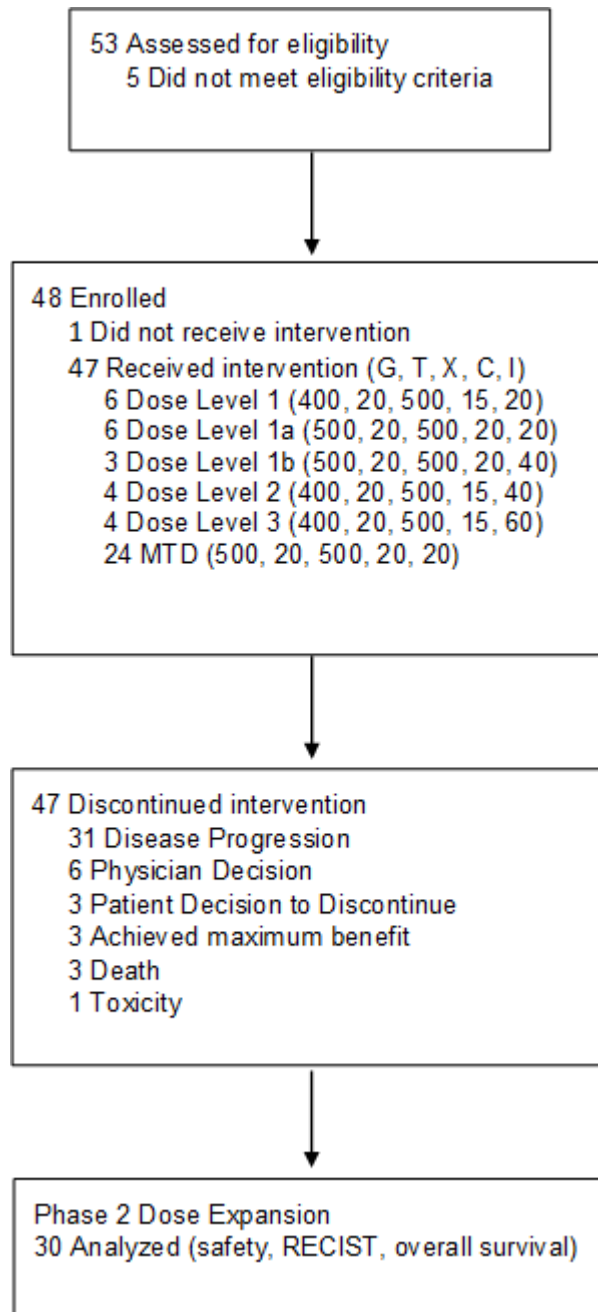 53 Assessed for eligibility
5 Did not meet eligibility criteria
48 Enrolled
1 Did not receive intervention
47 Received intervention (G, T, X, C, I)
6 Dose Level 1 (400, 20, 500, 15, 20)
6 Dose Level 1a (500, 20, 500, 20, 20)
3 Dose Level 1b (500, 20, 500, 20, 40)
4 Dose Level 2 (400, 20, 500, 15, 40)
4 Dose Level 3 (400, 20, 500, 15, 60)
24 MTD (500, 20, 500, 20, 20)
47 Discontinued intervention
31 Disease Progression
6 Physician Decision
3 Patient Decision to Discontinue
3 Achieved maximum benefit
3 Death
1 Toxicity
Phase 2 Dose Expansion
30 Analyzed (safety, RECIST, overall survival)